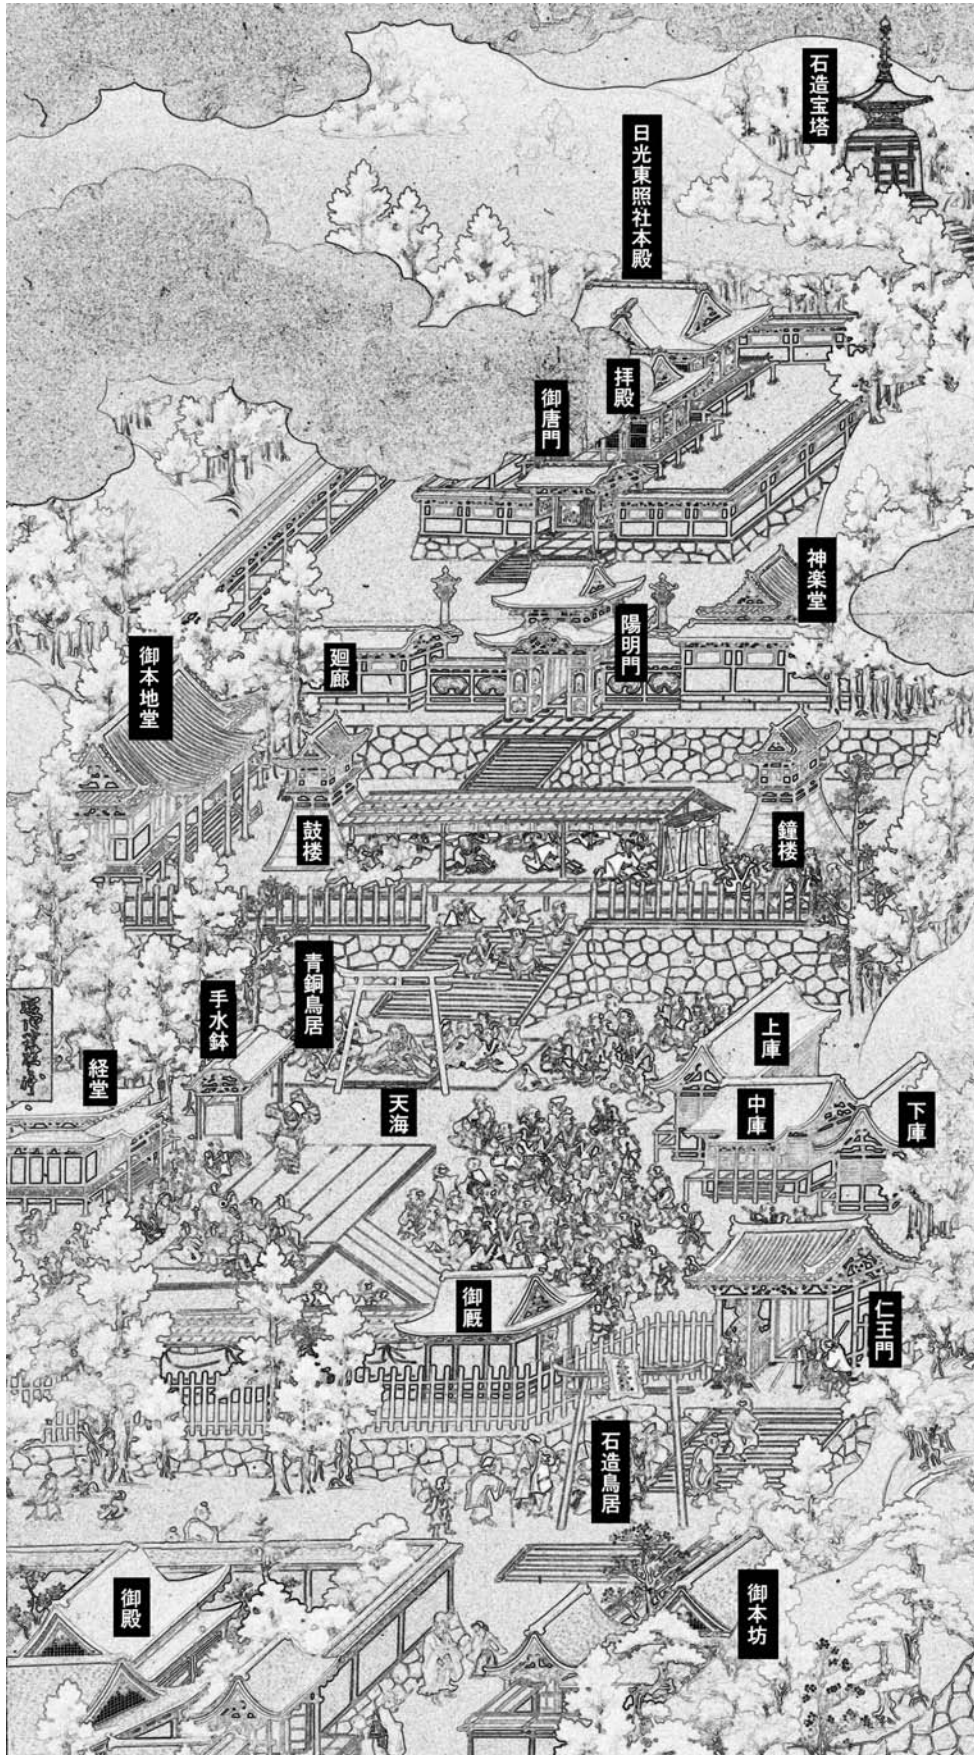 石造宝塔
日光東照社本殿
拝殿
御唐門
神楽堂
陽明門
廻廊
御本地堂
鐘楼
鼓楼
青銅鳥居
手水鉢
上庫
経堂
天海
中庫
下庫
御厩
仁王門
石造鳥居
御殿
御本坊